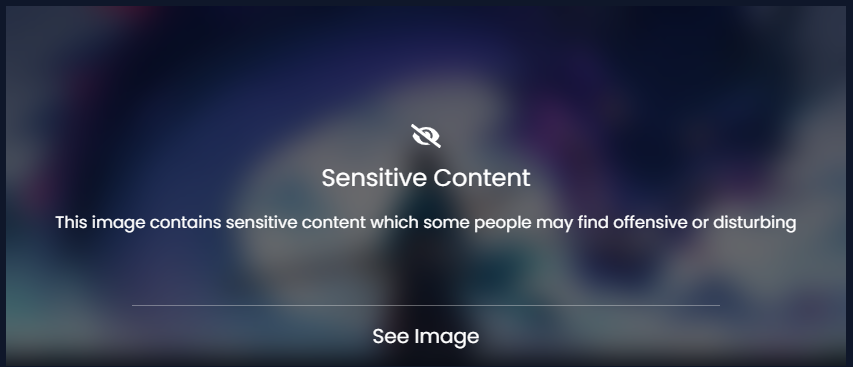 Sensitive Content
This image contains sensitive content which some people may find offensive or disturbing
See Image